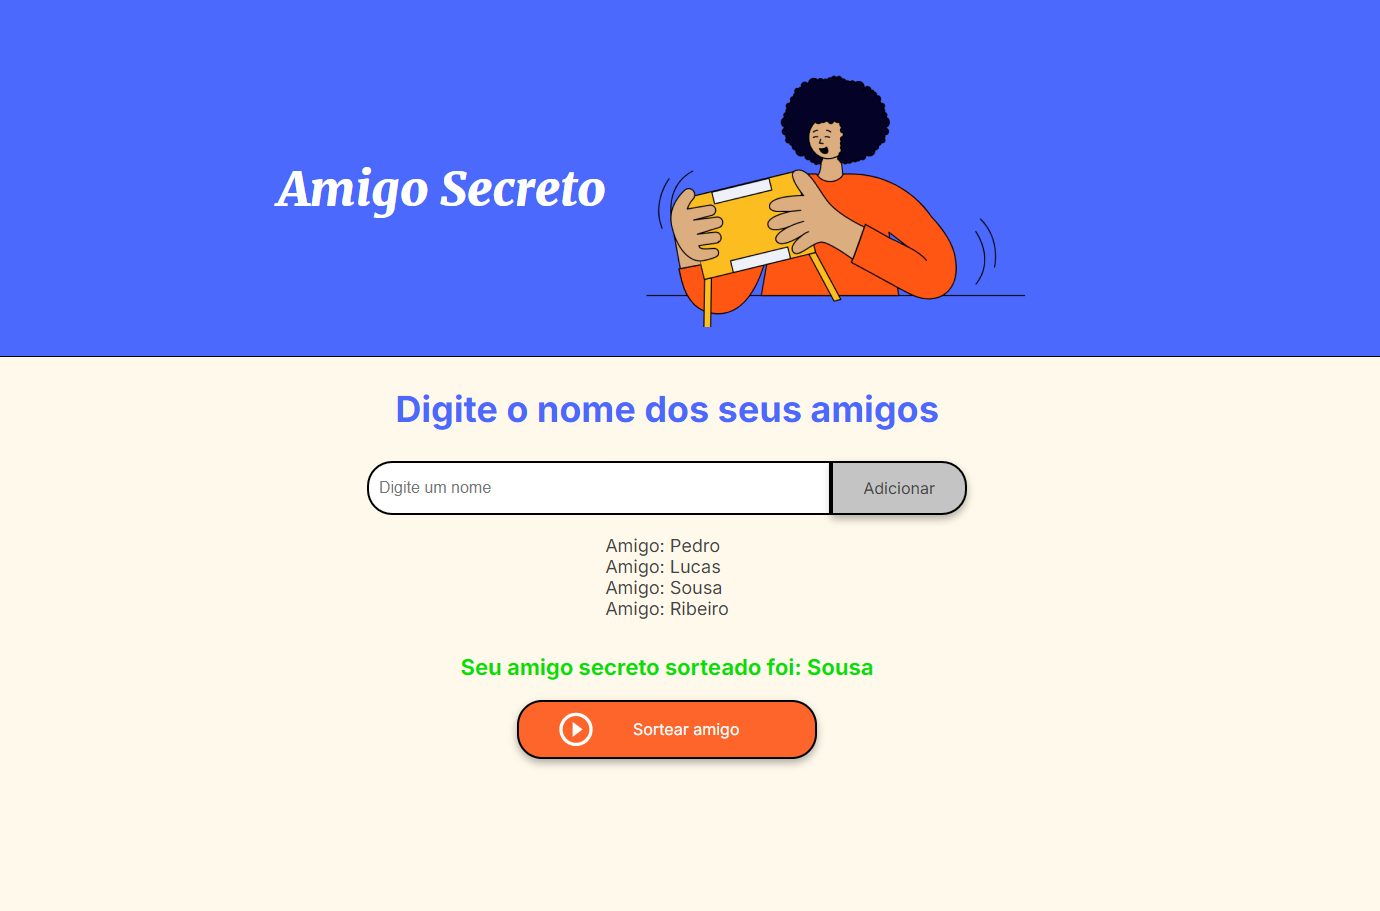 Amigo Secreto
Digite o nome dos seus amigos
Digite um nome
Adicionar
Amigo: Pedro
Amigo: Lucas
Amigo: Sousa
Amigo: Ribeiro
Seu amigo secreto sorteado foi: Sousa
Sortear amigo